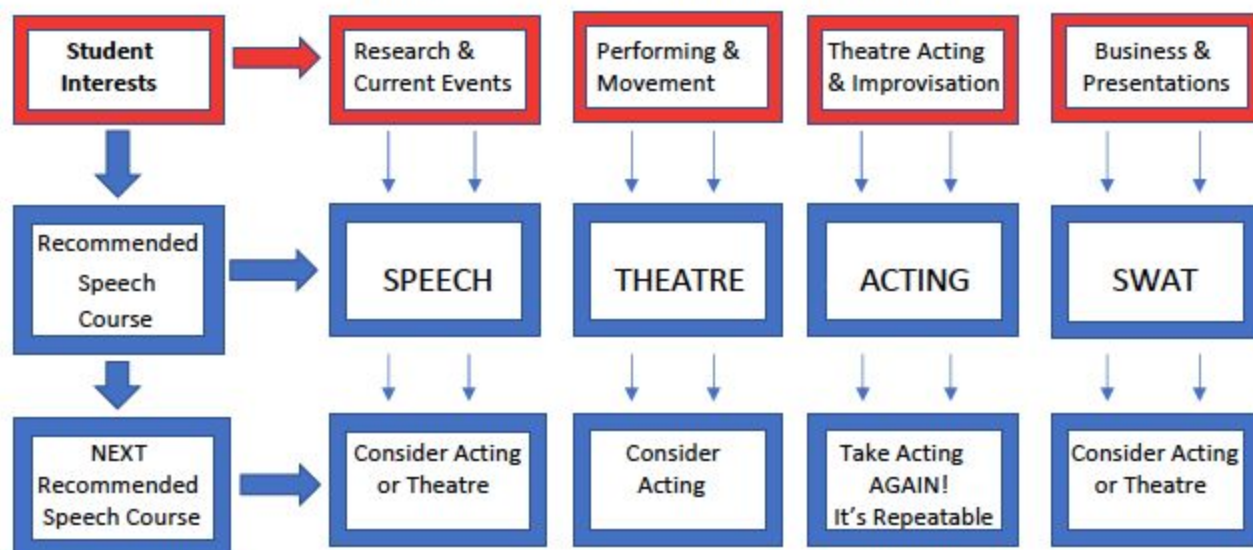 Student
Interests
Research &
Current Events
Performing &
Movement
Theatre Acting
& Improvisation
Business &
Presentations
Recommended
Speech
Course
SPEECH
THEATRE
ACTING
SWAT
NEXT
Recommended
Speech Course
Consider Acting
or Theatre
Consider
Acting
Take Acting
AGAIN!
It's Repeatable
Consider Acting
or Theatre